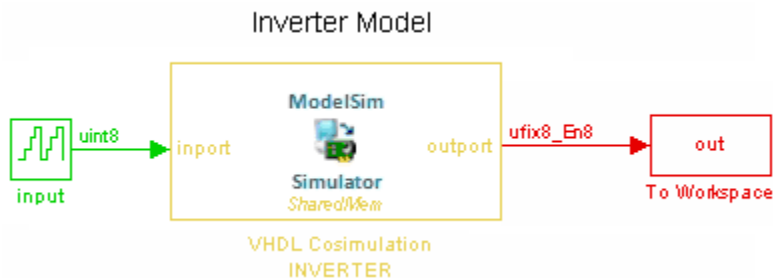 Inverter Model
ModelSim
uint8
inport
outport
ufix8_En8
out
Simulator
SharedMem
input
To Workspace
VHDL Cosimulation
INVERTER